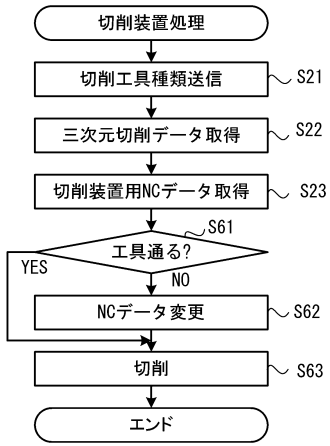 切削装置処理
切削工具種類送信
S21
三次元切削データ取得
S22
切削装置用NCデータ取得
S23
S61
工具通る?
YES
NO
NCデータ変更
S62
切削
S63
エンド